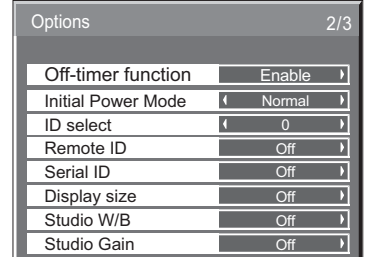 Options 2/3
Off-timer function Enable
Initial Power Mode Normal
ID select 0
Remote ID Off
Serial ID Off
Display size Off
Studio W/B Off
Studio Gain Off